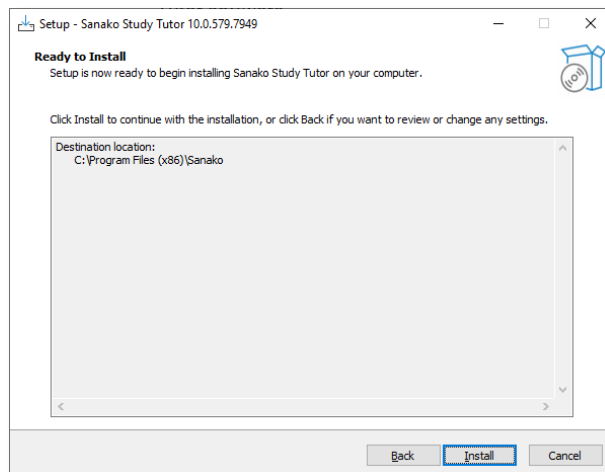 Setup - Sanako Study Tutor 10.0.579.7949
Ready to Install
Setup is now ready to begin installing Sanako Study Tutor on your computer.
Click Install to continue with the installation, or click Back if you want to review or change any settings.
Destination location:
C:\Program Files (x86)\Sanako
Back
Install
Cancel